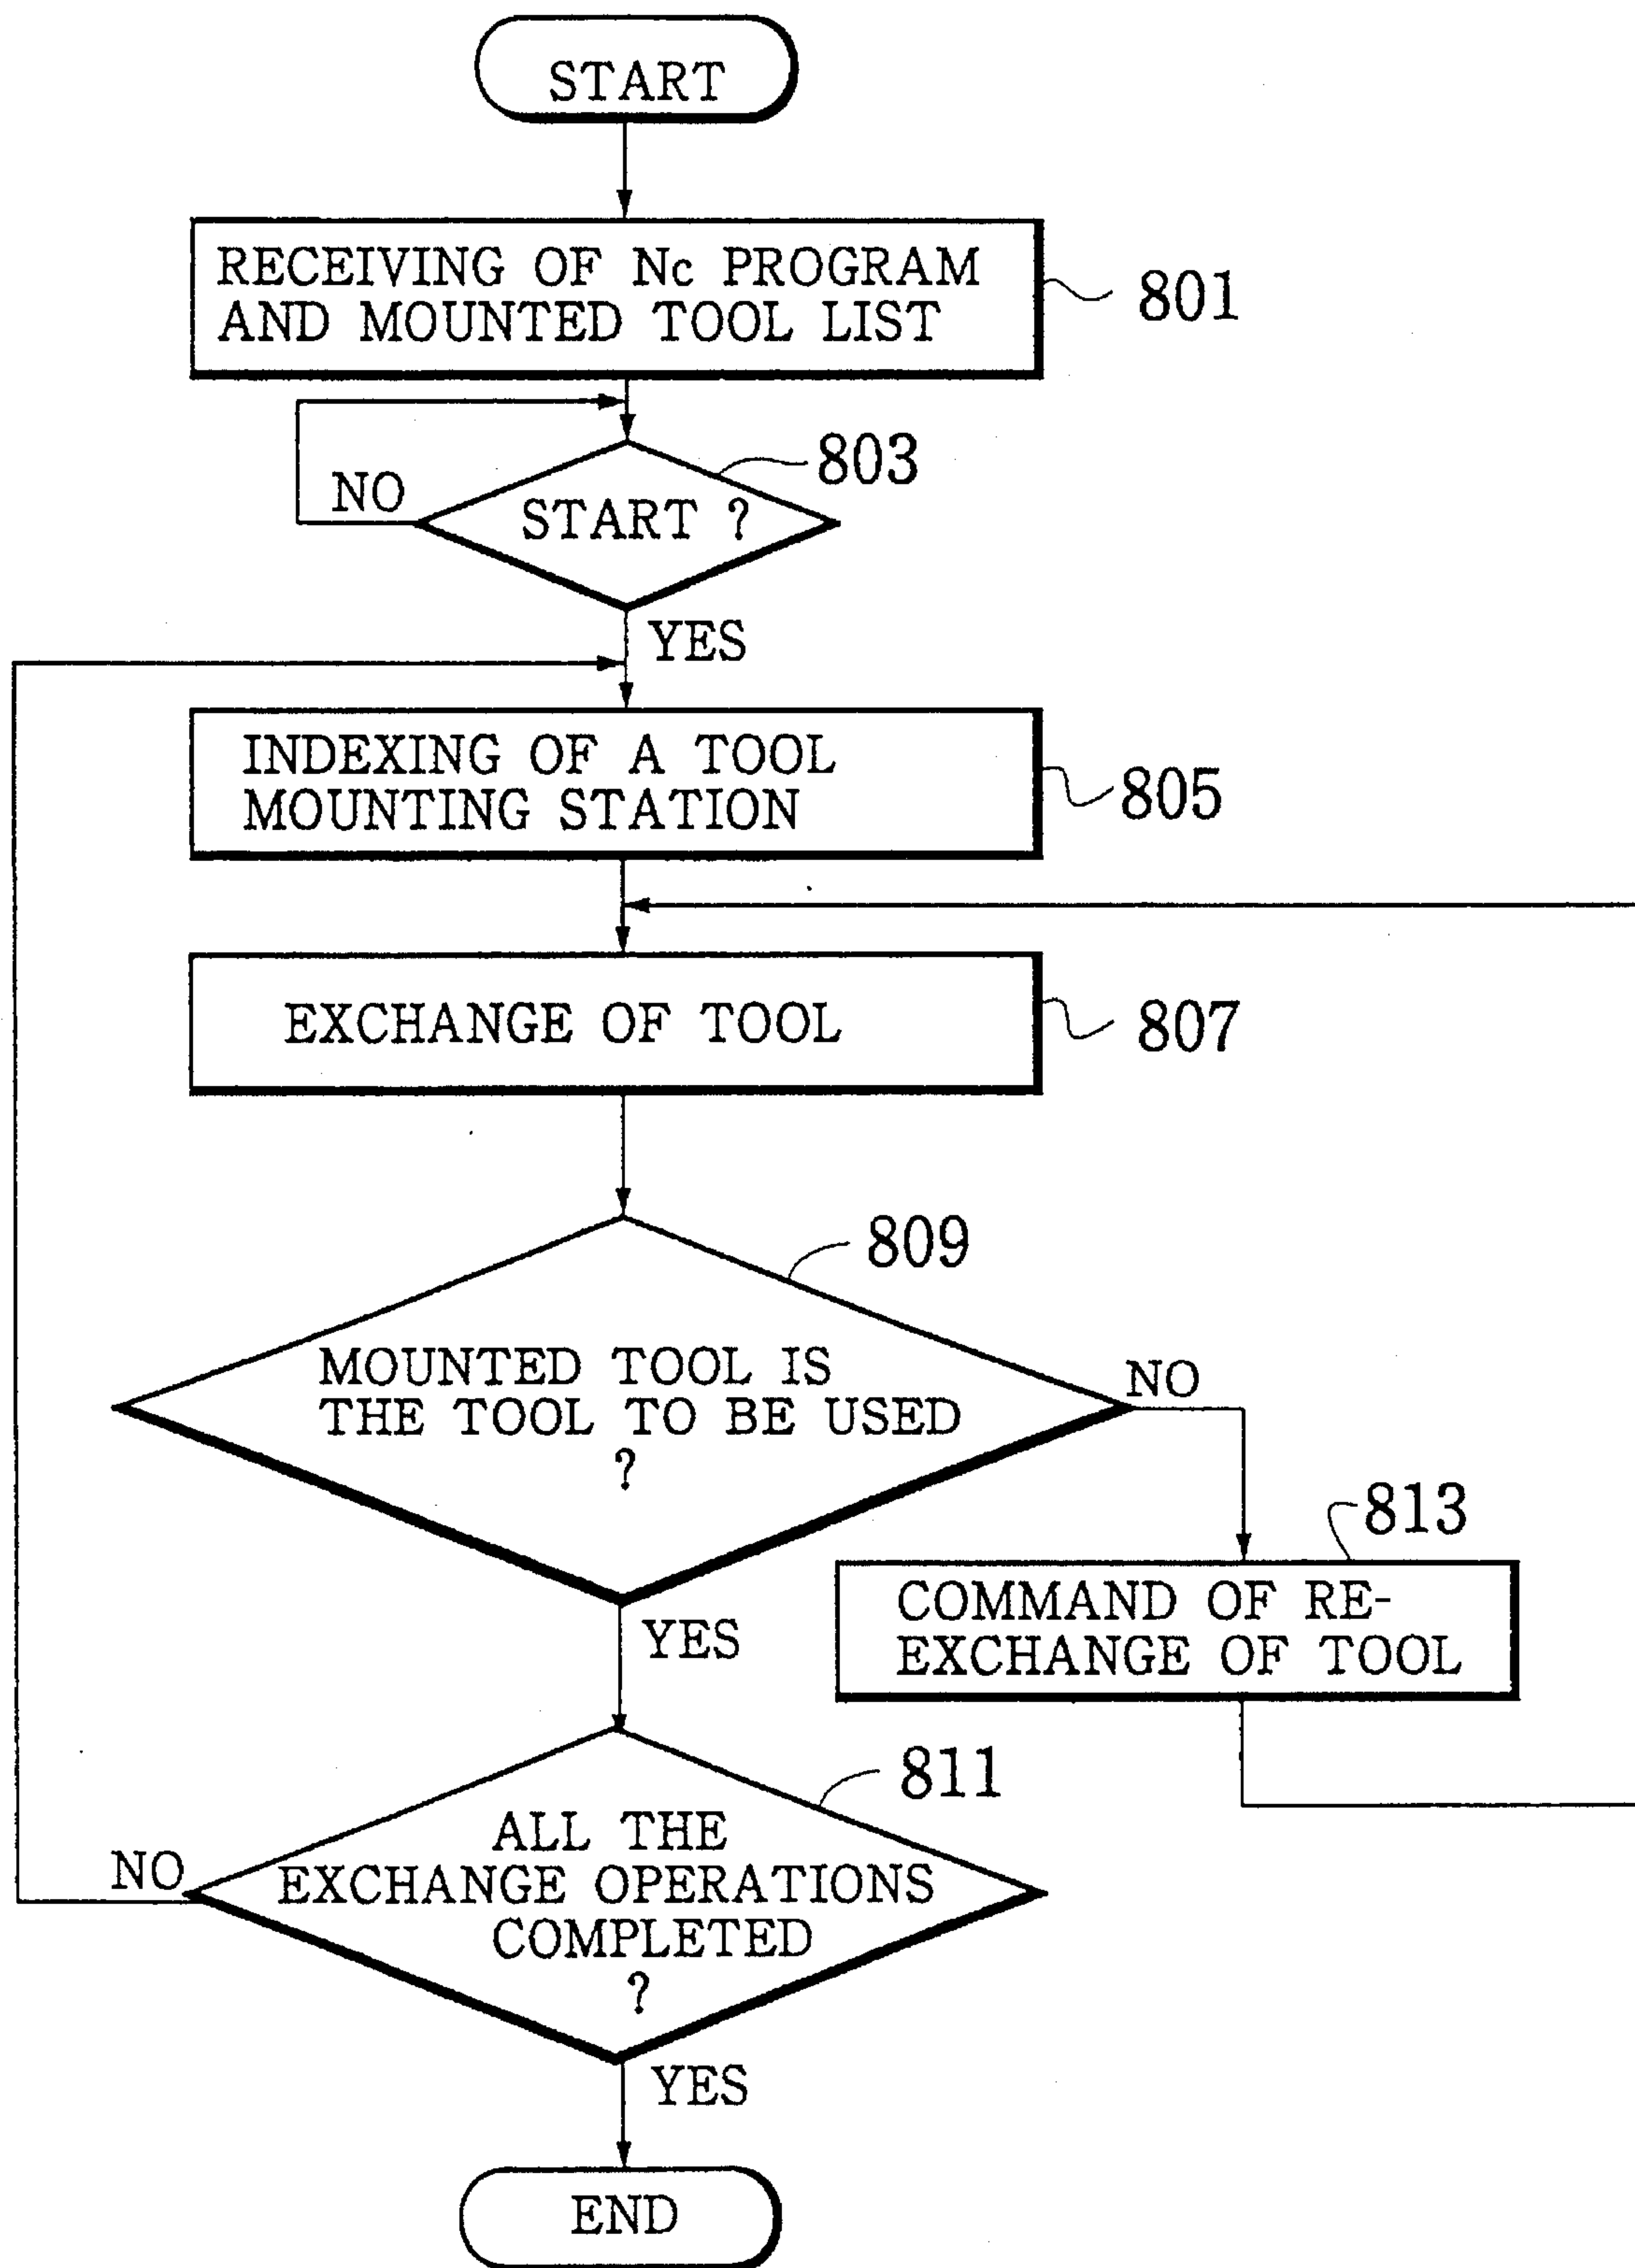 START
RECEIVING OF Nc PROGRAM
AND MOUNTED TOOL LIST
801
803
NO
START ?
YES
INDEXING OF A TOOL
MOUNTING STATION
805
EXCHANGE OF TOOL
807
809
MOUNTED TOOL IS
THE TOOL TO BE USED
?
NO
813
YES
COMMAND OF RE-
EXCHANGE OF TOOL
811
ALL THE
NO
EXCHANGE OPERATIONS
COMPLETED
?
YES
END